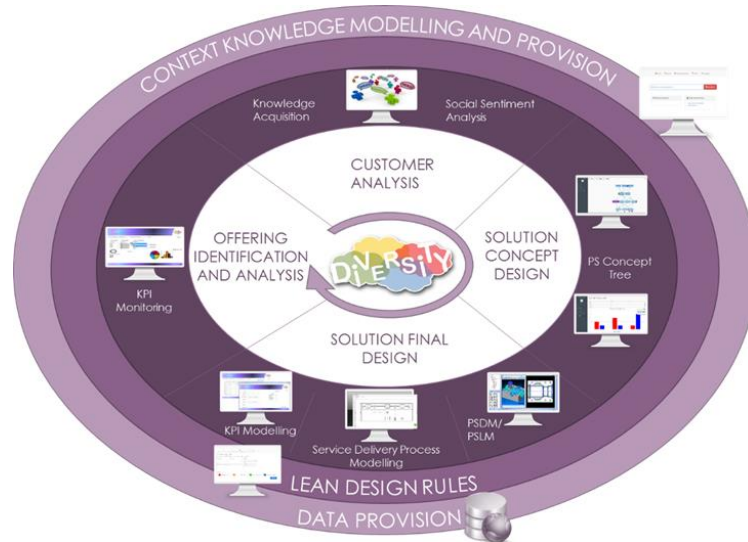 CONTEXT KNOWLEDGE MODELLING AND PROVISION
Knowledge
Acquisition
Social Sentiment
Analysis
CUSTOMER
ANALYSIS
OFFERING
IDENTIFICATION
AND ANALYSIS
DIVERSITY
SOLUTION
CONCEPT
DESIGN
PS Concept
Tree
KPI
Monitoring
SOLUTION FINAL
DESIGN
KPI Modelling
Service Delivery Process
Modelling
PSDM/
PSLM
LEAN DESIGN RULES
DATA PROVISION